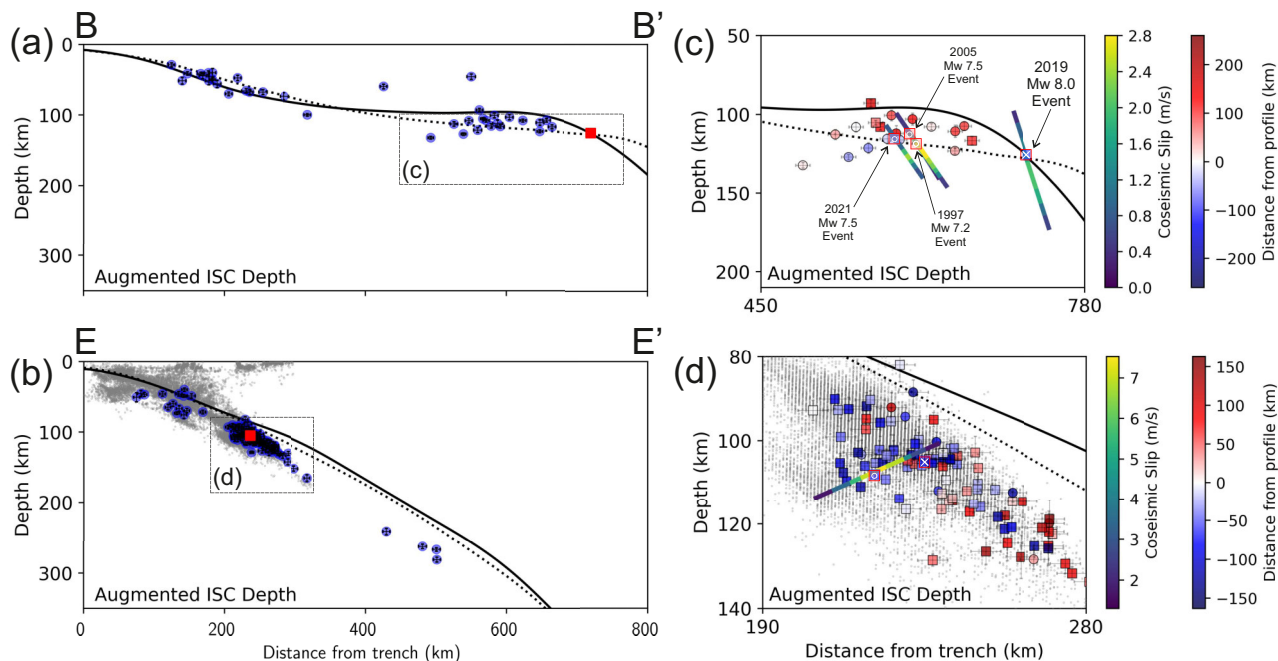 B
B'
(a)
0
100
200
300
Depth (km)
(c)
Augmented ISC Depth
0
200
400
600
800
(c)
50
100
150
200
Depth (km)
2005
Mw 7.5
Event
2019
Mw 8.0
Event
2021
Mw 7.5
Event
1997
Mw 7.2
Event
Augmented ISC Depth
450
780
2.8
2.4
2.0
1.6
1.2
0.8
0.4
0.0
Coseismic Slip (m/s)
200
100
0
−100
−200
Distance from profile (km)
E
E'
(b)
0
100
200
300
Depth (km)
(d)
Augmented ISC Depth
0
200
400
600
800
Distance from trench (km)
(d)
80
100
120
140
Depth (km)
Augmented ISC Depth
190
280
Distance from trench (km)
7
6
5
4
3
2
Coseismic Slip (m/s)
150
100
50
0
−50
−100
−150
Distance from profile (km)